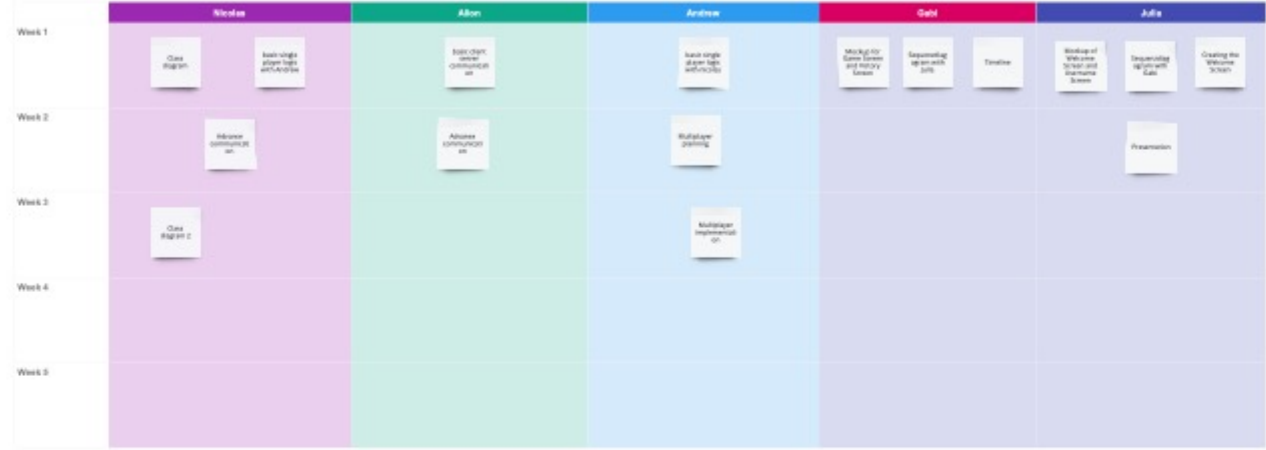 Nicolas Allon Andrew Gabi Julia
Week 1
Class
diagram
basic single
player logic
with Andrew
basic client
server
communicati
on
basic single
player logic
with nicolas
Mockup for
Game Screen
and History
Screen
Sequencediag
agram with
Julia
Timeline
Mockup of
Welcome
Screen and
Username
Screen
Sequencediag
agram with
Gabi
Creating the
Welcome
Screen
Week 2
Advance
communicati
on
Advance
communicati
on
Multiplayer
planning
Presentation
Week 3
Class
diagram 2
Multiplayer
implementati
on
Week 4
Week 5